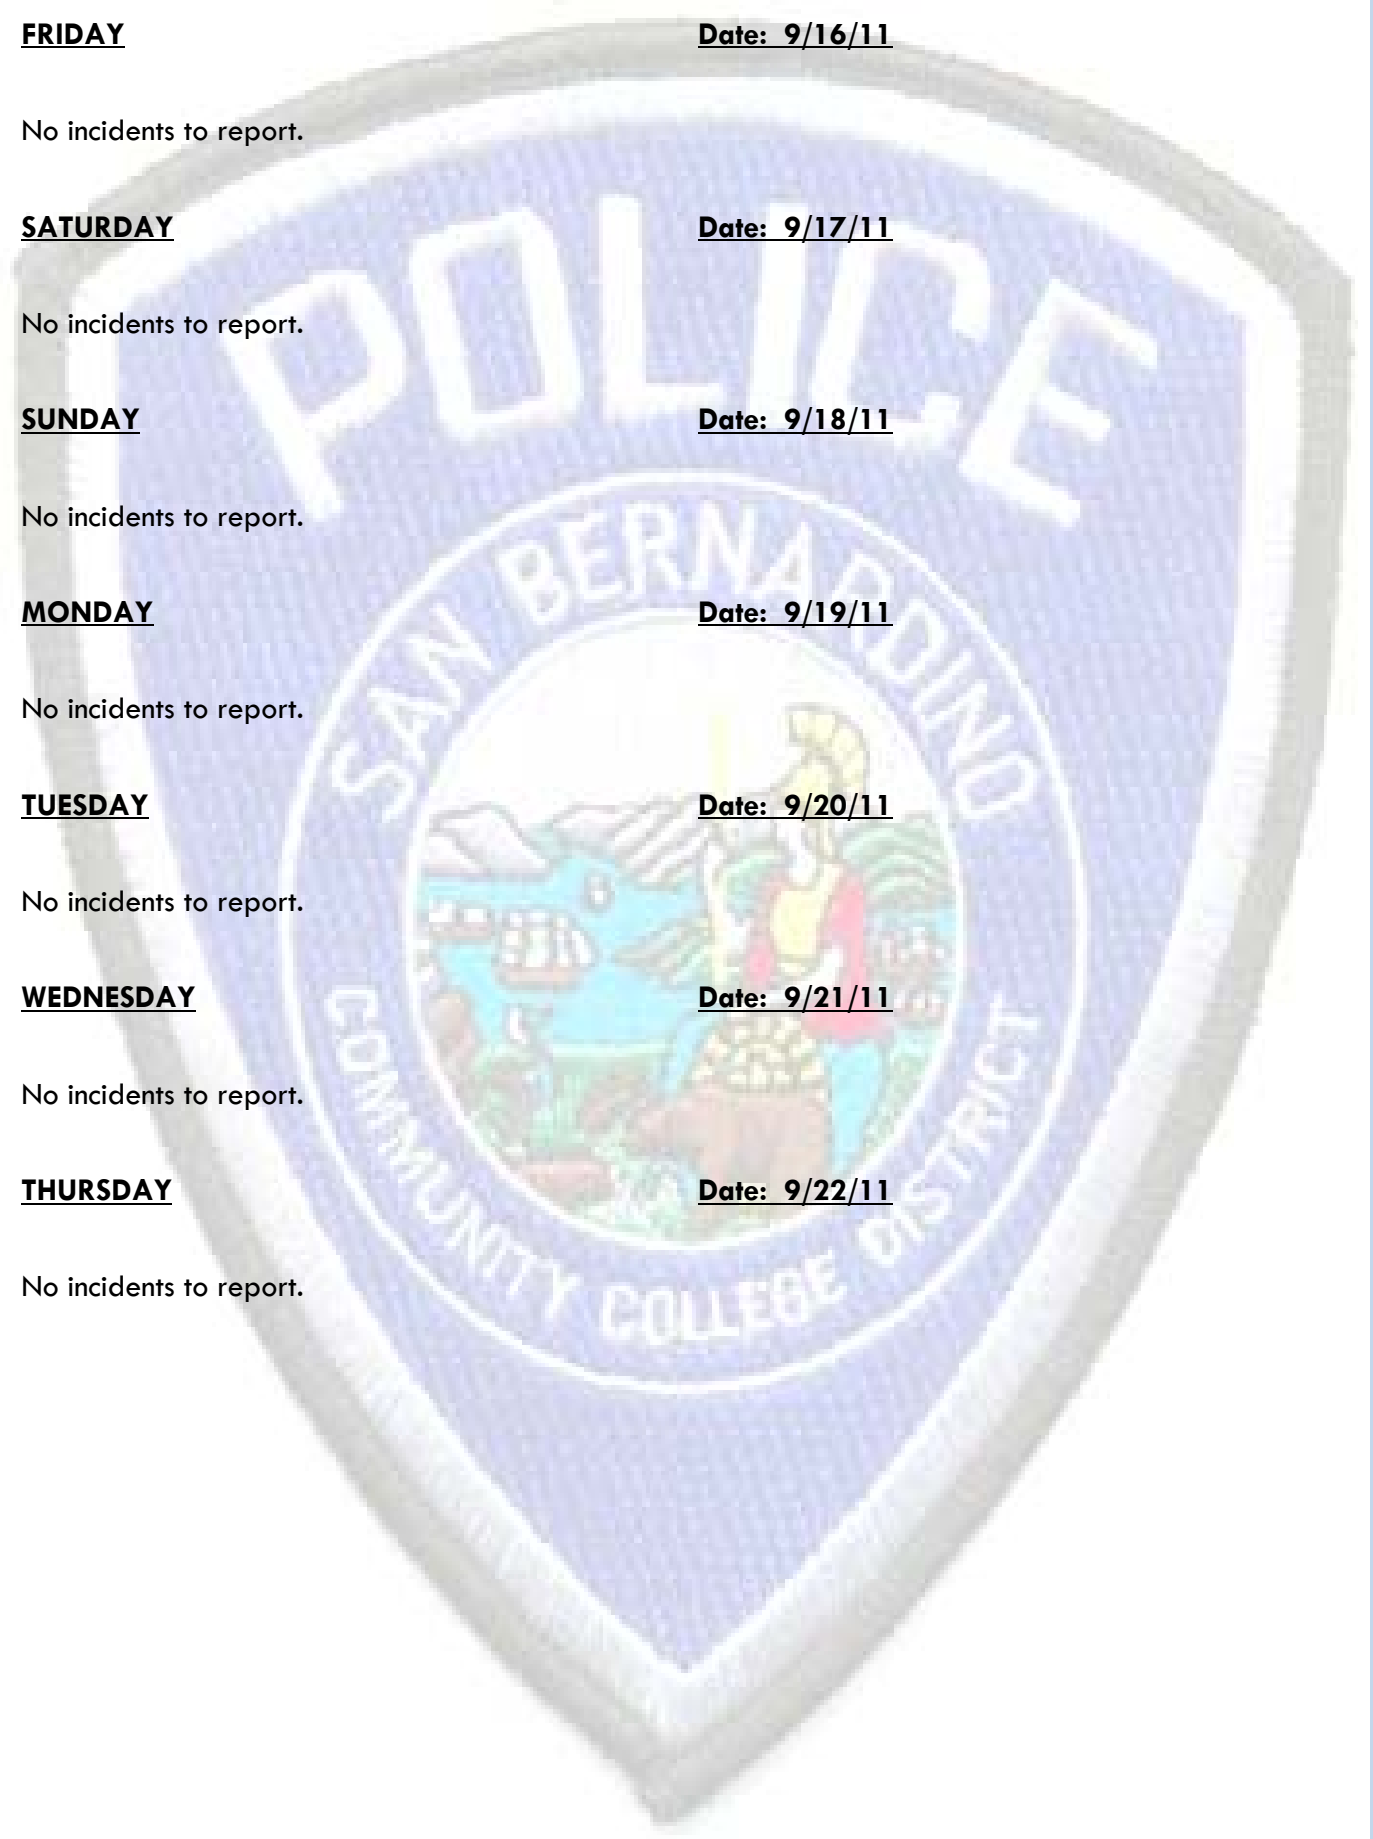 FRIDAY Date: 9/16/11
No incidents to report.
SATURDAY Date: 9/17/11
No incidents to report.
SUNDAY Date: 9/18/11
No incidents to report.
MONDAY Date: 9/19/11
No incidents to report.
TUESDAY Date: 9/20/11
No incidents to report.
WEDNESDAY Date: 9/21/11
No incidents to report.
THURSDAY Date: 9/22/11
No incidents to report.
POLICE
SAN BERNARDINO
COMMUNITY COLLEGE DISTRICT